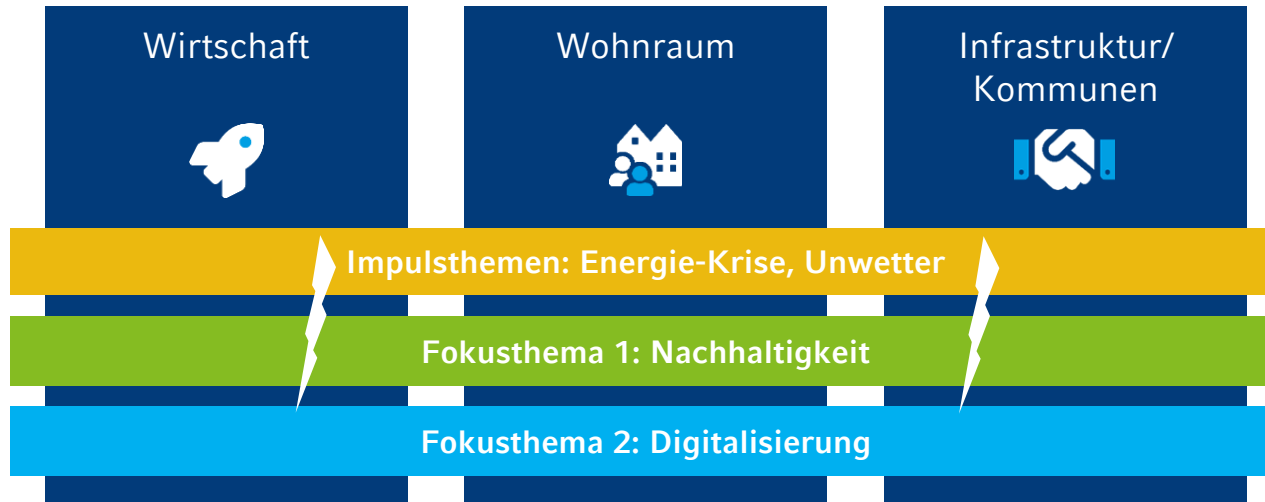 Wirtschaft
Wohnraum
Infrastruktur/
Kommunen
Impulsthemen: Energie-Krise, Unwetter
Fokusthema 1: Nachhaltigkeit
Fokusthema 2: Digitalisierung